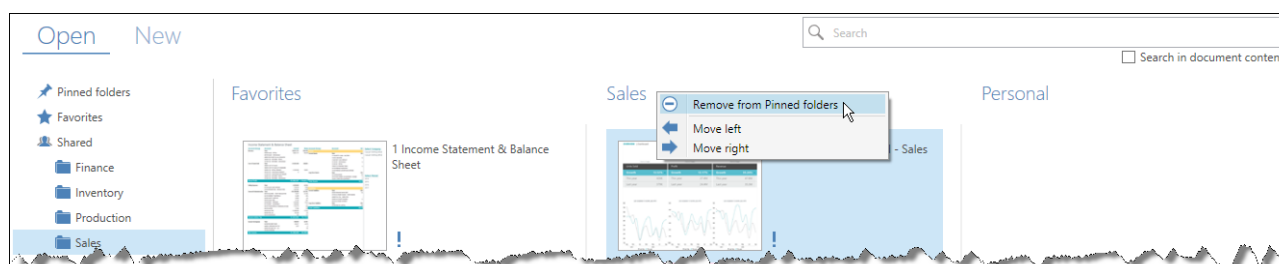 Open New
Search
Search in document conten
Pinned folders
Favorites
Shared
Finance
Inventory
Production
Sales
Favorites
1 Income Statement & Balance
Sheet
Sales
Remove from Pinned folders
Move left
Move right
- Sales
Personal